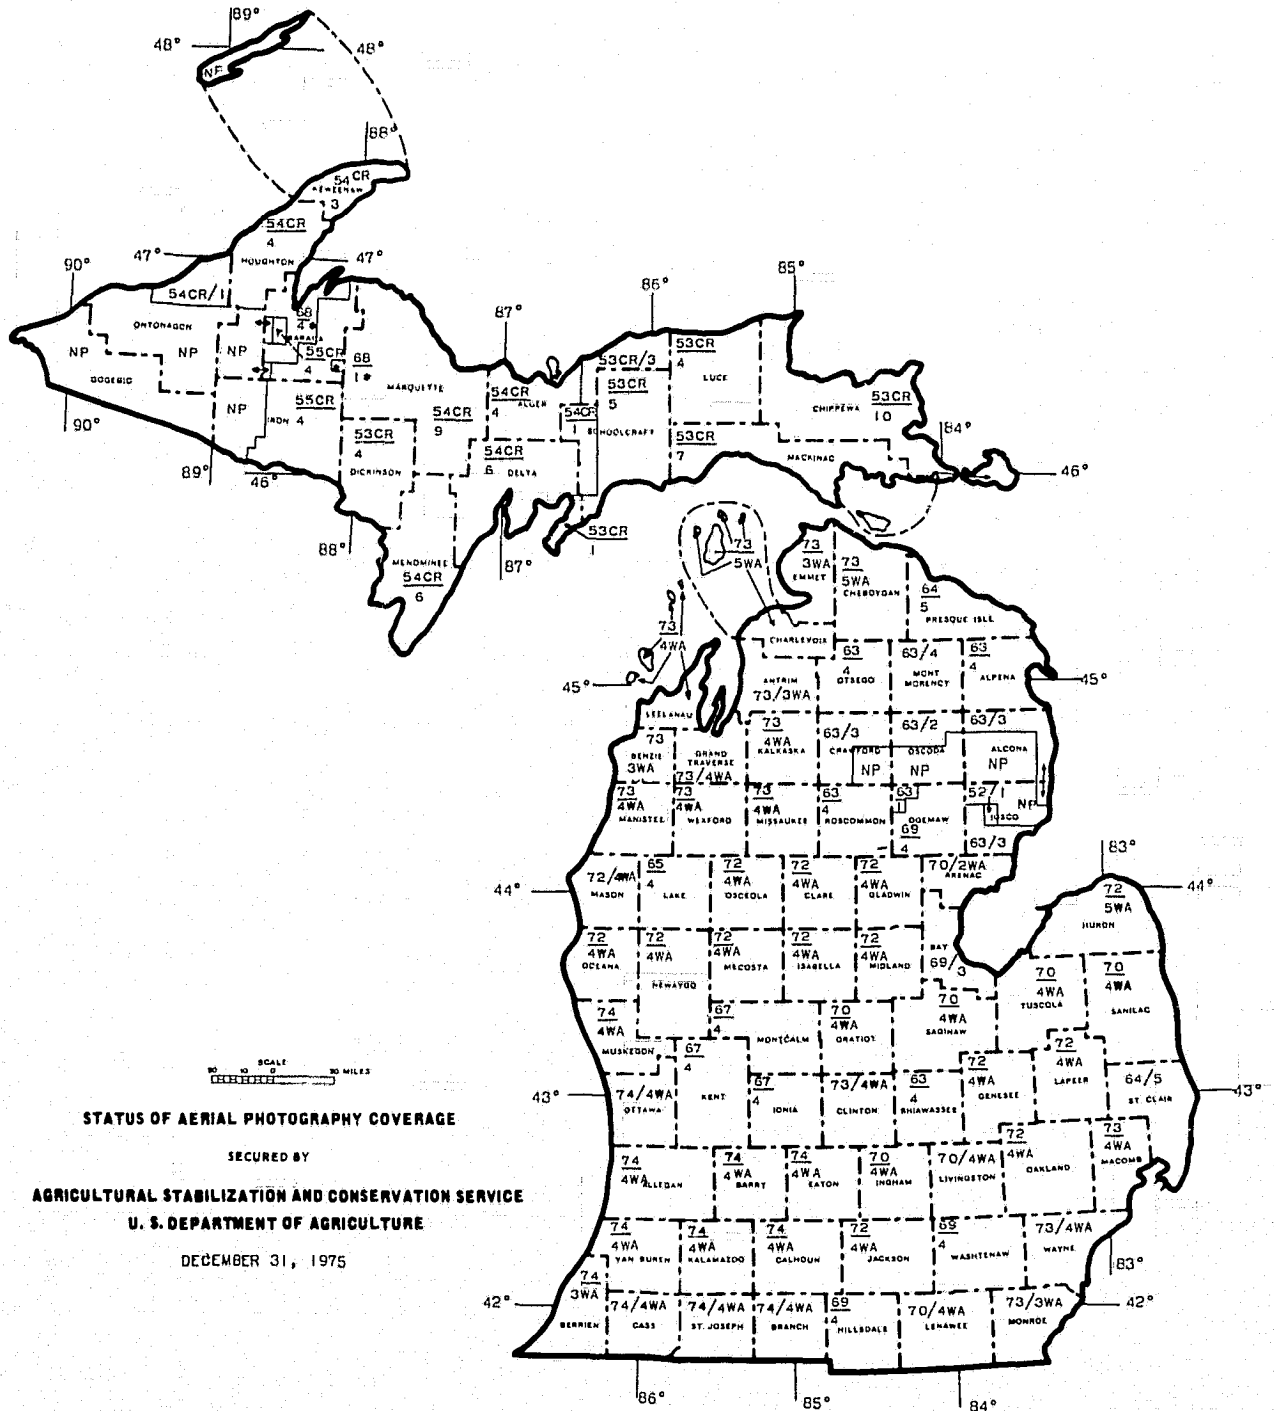 89°
48°
48°
NP
88°
54CR
KEWEENAW
3
54CR
4
HOUGHTON
47°
47°
90°
54CR/1
ONTONAGON
NP
NP
NP
GOGEBIC
68
4*
BARAGA
55CR
4
68
1*
MARQUETTE
54CR
9
NP
IRON
55CR
4
90°
89°
46°
53CR
4
DICKINSON
88°
MENOMINEE
54CR
6
87°
54CR
4
ALGER
54CR
1
54CR
6
DELTA
87°
53CR
1
86°
53CR/3
53CR
5
SCHOOLCRAFT
53CR
4
LUCE
53CR
7
MACKINAC
85°
CHIPPEWA
53CR
10
84°
46°
73
5WA
73
4WA
45°
73
3WA
EMMET
73
5WA
CHEBOYGAN
64
5
PRESQUE ISLE
CHARLEVOIX
ANTRIM
73/3WA
63
4
OTSEGO
63/4
MONT
MORENCY
63
4
ALPENA
45°
LEELANAU
73
BENZIE
3WA
GRAND
TRAVERSE
73/4WA
73
4WA
KALKASKA
63/3
CRAWFORD
NP
63/2
OSCODA
NP
63/3
ALCONA
NP
73
4WA
MANISTEE
73
4WA
WEXFORD
73
4WA
MISSAUKEE
63
4
ROSCOMMON
63
1
OGEMAW
69
4
52/1
NP
IOSCO
63/3
44°
72/4WA
MASON
65
4
LAKE
72
4WA
OSCEOLA
72
4WA
CLARE
72
4WA
GLADWIN
70/2WA
ARENAC
83°
44°
72
5WA
HURON
72
4WA
OCEANA
72
4WA
NEWAYGO
72
4WA
MECOSTA
72
4WA
ISABELLA
72
4WA
MIDLAND
BAY
69/3
70
4WA
TUSCOLA
70
4WA
SANILAC
74
4WA
MUSKEGON
67
4
MONTCALM
70
4WA
GRATIOT
70
4WA
SAGINAW
43°
74/4WA
OTTAWA
67
4
KENT
67
4
IONIA
73/4WA
CLINTON
63
4
SHIAWASSEE
72
4WA
GENESEE
72
4WA
LAPEER
64/5
ST. CLAIR
43°
74
4WA
ALLEGAN
74
4WA
BARRY
74
4WA
EATON
70
4WA
INGHAM
70/4WA
LIVINGSTON
72
4WA
OAKLAND
73
4WA
MACOMB
74
4WA
VAN BUREN
74
4WA
KALAMAZOO
74
4WA
CALHOUN
72
4WA
JACKSON
69
4
WASHTENAW
73/4WA
WAYNE
83°
42°
74
3WA
BERRIEN
74/4WA
CASS
74/4WA
ST. JOSEPH
74/4WA
BRANCH
69
4
HILLSDALE
70/4WA
LENAWEE
73/3WA
MONROE
42°
86°
85°
84°
SCALE
10 0
30 MILES
STATUS OF AERIAL PHOTOGRAPHY COVERAGE
SECURED BY
AGRICULTURAL STABILIZATION AND CONSERVATION SERVICE
U. S. DEPARTMENT OF AGRICULTURE
DECEMBER 31, 1975